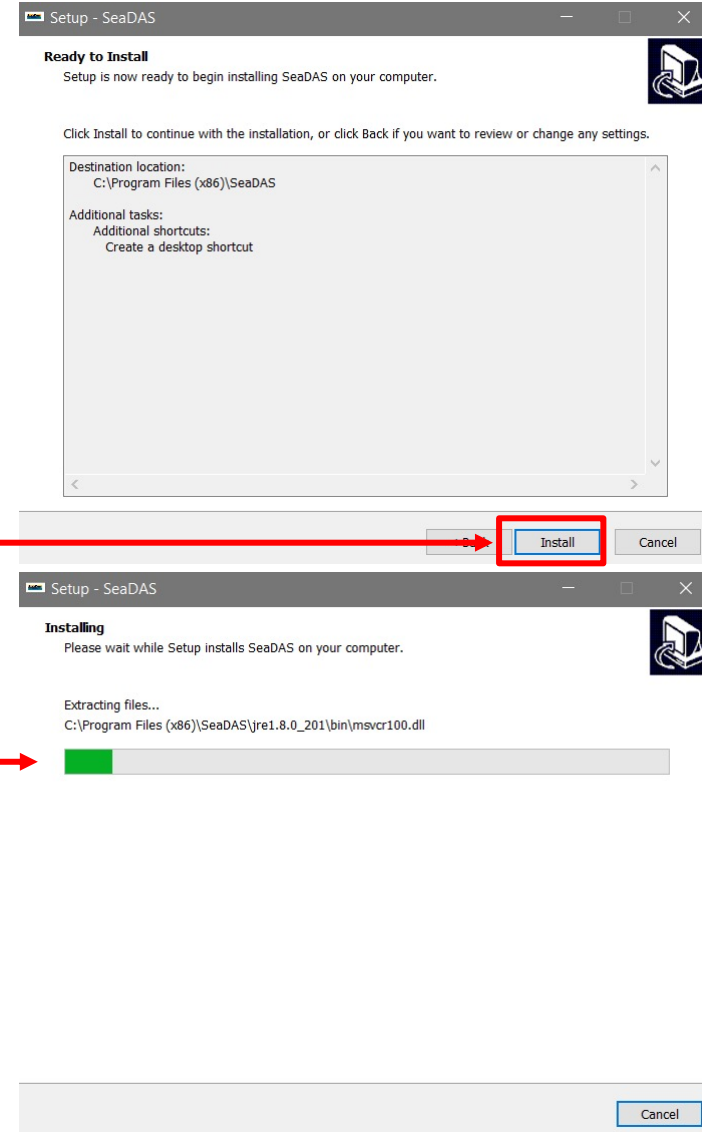 Setup - SeaDAS
Ready to Install
Setup is now ready to begin installing SeaDAS on your computer.
Click Install to continue with the installation, or click Back if you want to review or change any settings.
Destination location:
C:\Program Files (x86)\SeaDAS
Additional tasks:
Additional shortcuts:
Create a desktop shortcut
Install Cancel
Setup - SeaDAS
Installing
Please wait while Setup installs SeaDAS on your computer.
Extracting files...
C:\Program Files (x86)\SeaDAS\jre1.8.0_201\bin\msvcr100.dll
Cancel